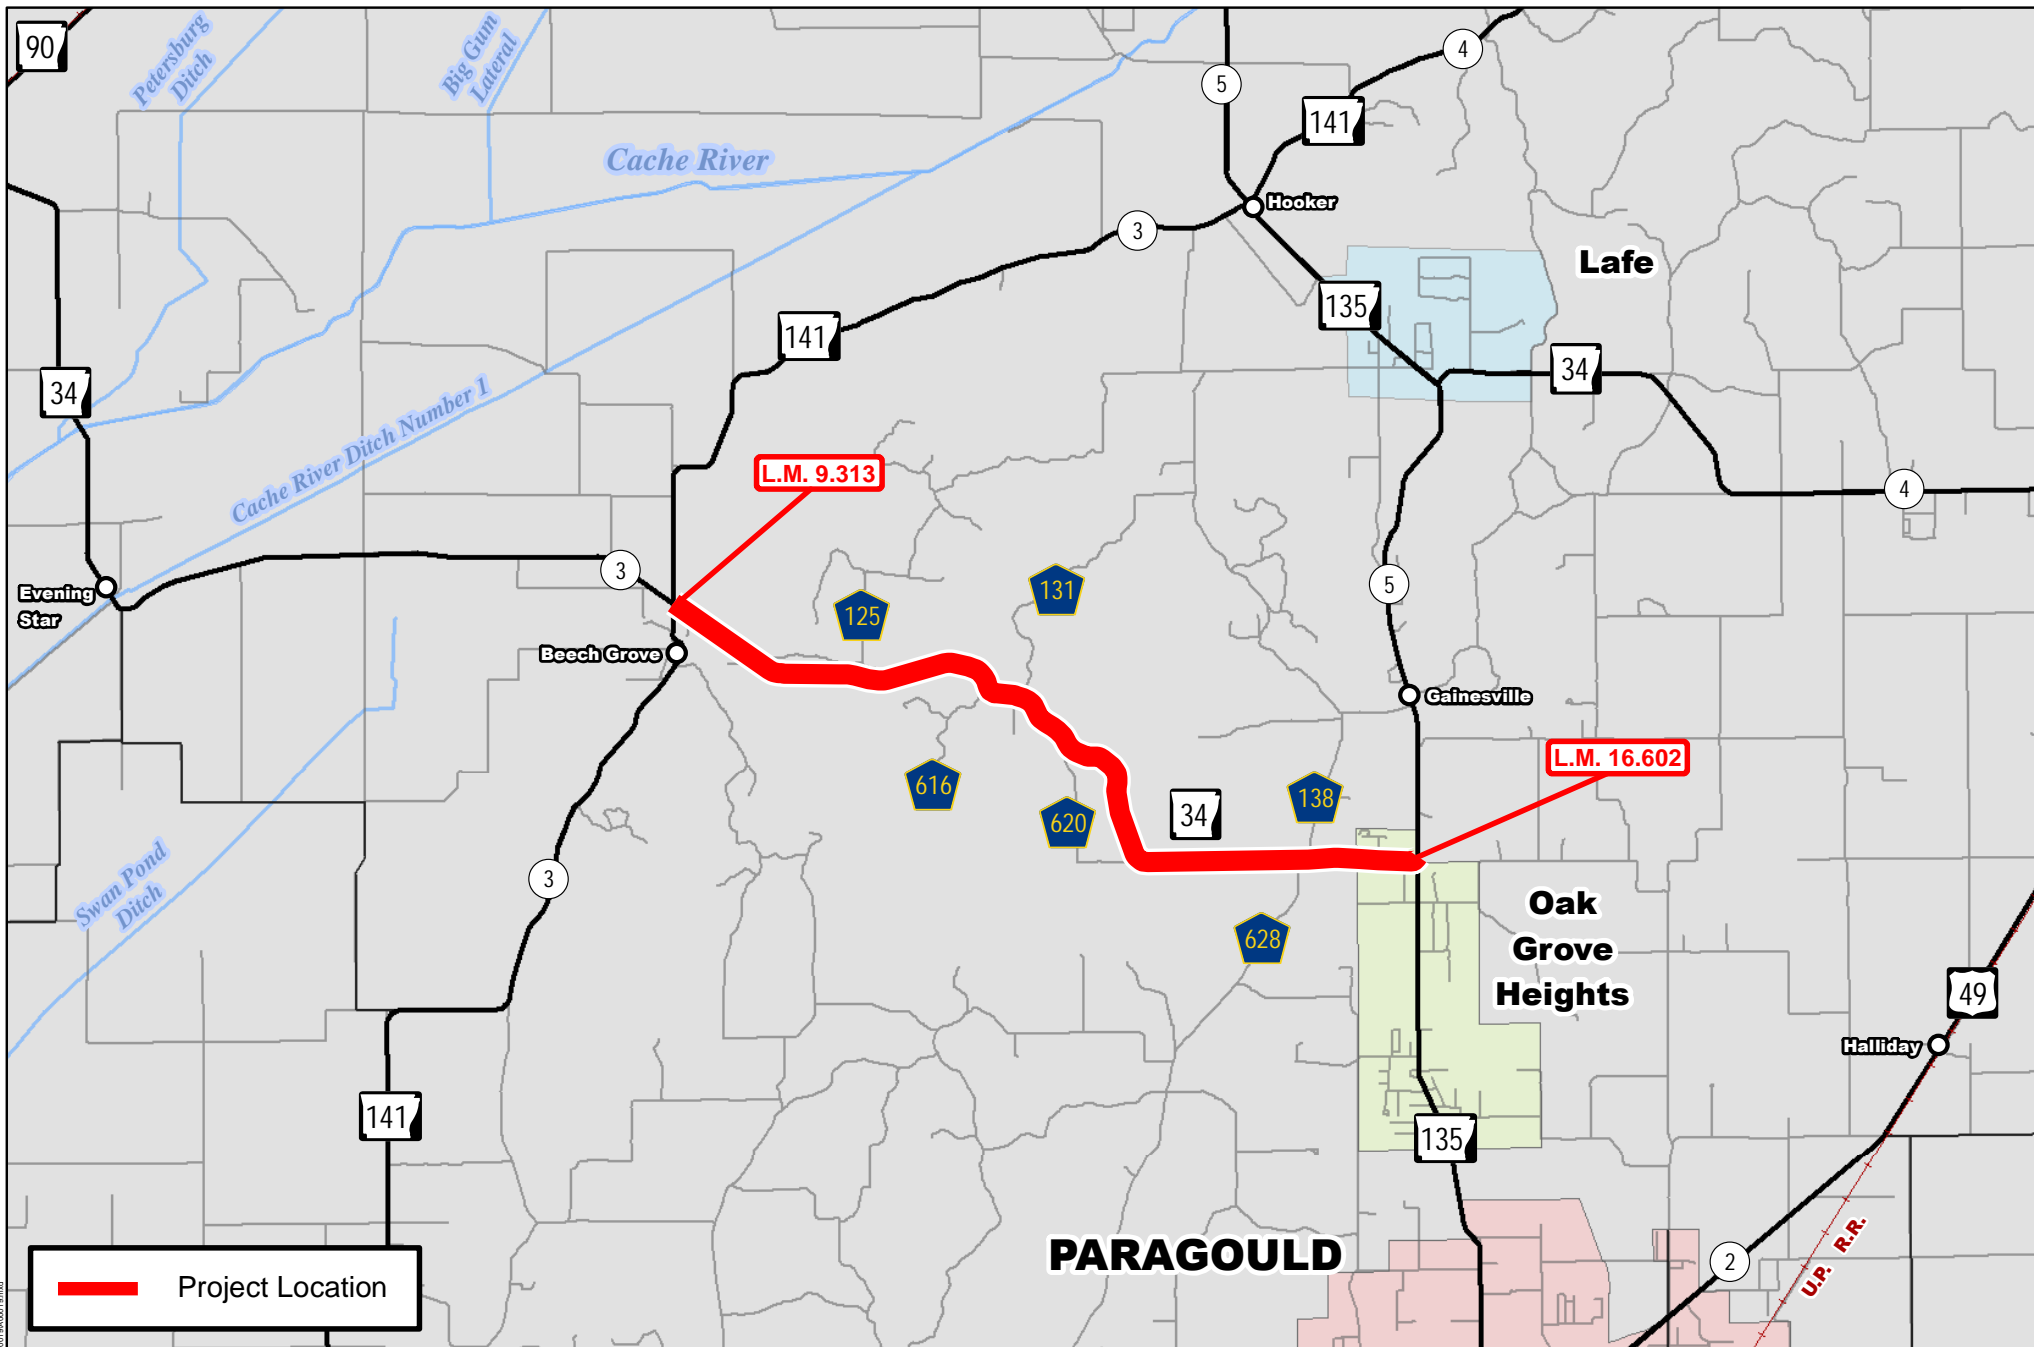 90
Petersburg
Ditch
Big Gum
Lateral
5
4
141
Cache River
Hooker
3
Lafe
135
141
34
34
Cache River Ditch Number 1
L.M. 9.313
4
3
5
Evening
Star
125
131
Beech Grove
Gainesville
L.M. 16.602
616
138
34
620
3
Swan Pond
Ditch
Oak
Grove
Heights
628
49
Halliday
141
135
PARAGOULD
2
U.P. R.R.
Project Location